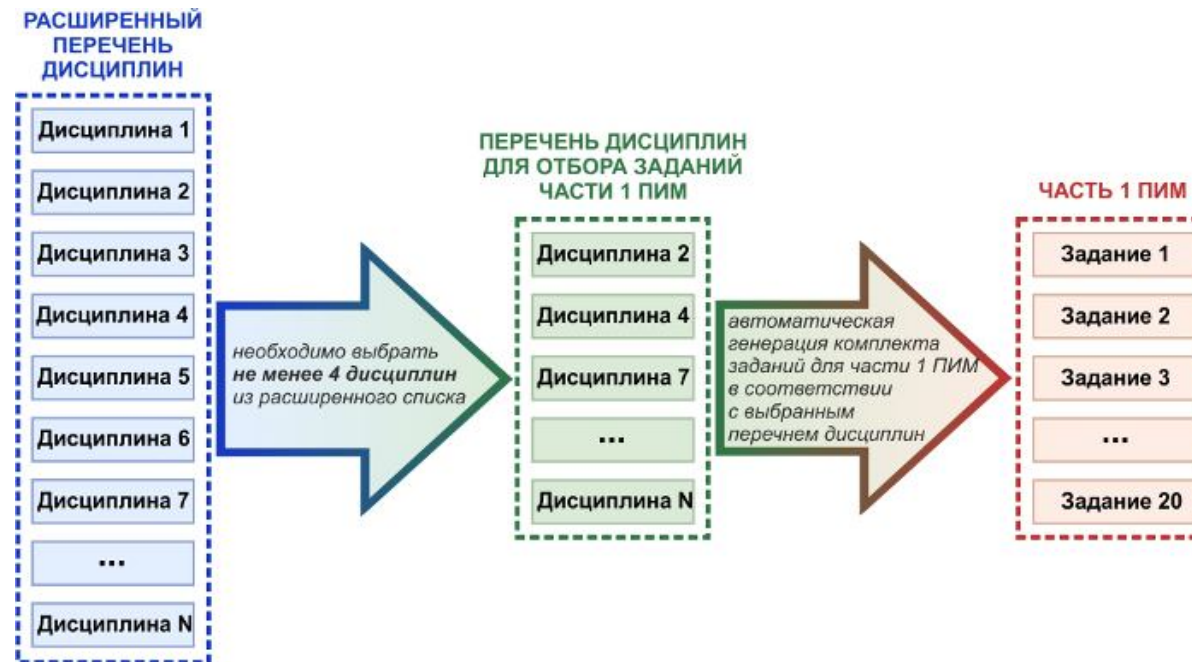 РАСШИРЕННЫЙ
ПЕРЕЧЕНЬ
ДИСЦИПЛИН
Дисциплина 1
Дисциплина 2
Дисциплина 3
Дисциплина 4
Дисциплина 5
Дисциплина 6
Дисциплина 7
...
Дисциплина N
необходимо выбрать
не менее 4 дисциплин
из расширенного списка
ПЕРЕЧЕНЬ ДИСЦИПЛИН
ДЛЯ ОТБОРА ЗАДАНИЙ
ЧАСТИ 1 ПИМ
Дисциплина 2
Дисциплина 4
Дисциплина 7
...
Дисциплина N
автоматическая
генерация комплекта
заданий для части 1 ПИМ
в соответствии
с выбранным
перечнем дисциплин
ЧАСТЬ 1 ПИМ
Задание 1
Задание 2
Задание 3
...
Задание 20